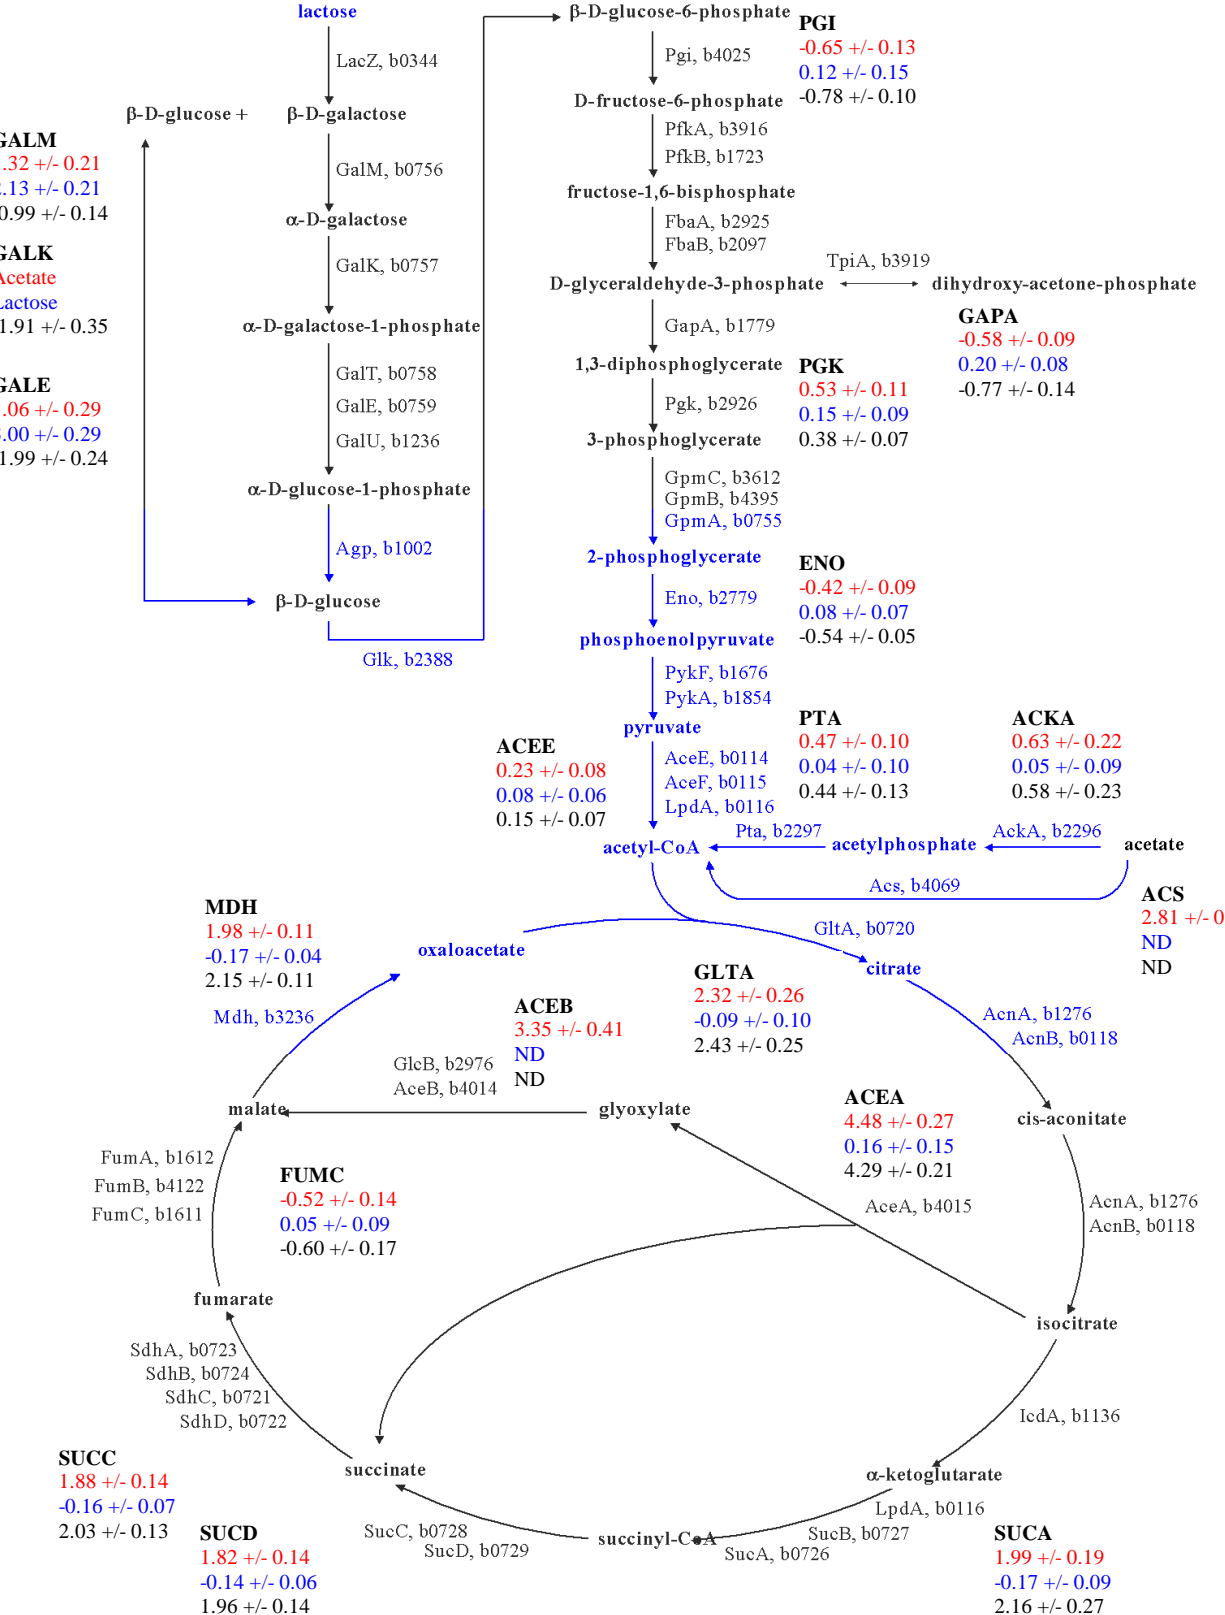 lactose
LacZ, b0344
β-D-glucose +
β-D-galactose
GalM, b0756
α-D-galactose
GalK, b0757
α-D-galactose-1-phosphate
GalT, b0758
GalE, b0759
GalU, b1236
α-D-glucose-1-phosphate
Agp, b1002
β-D-glucose
Glk, b2388
GALM
.32 +/- 0.21
2.13 +/- 0.21
0.99 +/- 0.14
GALK
Acetate
Lactose
1.91 +/- 0.35
GALE
.06 +/- 0.29
.00 +/- 0.29
1.99 +/- 0.24
β-D-glucose-6-phosphate
PGI
-0.65 +/- 0.13
0.12 +/- 0.15
-0.78 +/- 0.10
Pgi, b4025
D-fructose-6-phosphate
PfkA, b3916
PfkB, b1723
fructose-1,6-bisphosphate
FbaA, b2925
FbaB, b2097
TpiA, b3919
D-glyceraldehyde-3-phosphate
dihydroxy-acetone-phosphate
GAPA
-0.58 +/- 0.09
0.20 +/- 0.08
-0.77 +/- 0.14
GapA, b1779
1,3-diphosphoglycerate
PGK
0.53 +/- 0.11
0.15 +/- 0.09
0.38 +/- 0.07
Pgk, b2926
3-phosphoglycerate
GpmC, b3612
GpmB, b4395
GpmA, b0755
2-phosphoglycerate
ENO
-0.42 +/- 0.09
0.08 +/- 0.07
-0.54 +/- 0.05
Eno, b2779
phosphoenolpyruvate
PykF, b1676
PykA, b1854
pyruvate
ACEE
0.23 +/- 0.08
0.08 +/- 0.06
0.15 +/- 0.07
AceE, b0114
AceF, b0115
LpdA, b0116
PTA
0.47 +/- 0.10
0.04 +/- 0.10
0.44 +/- 0.13
ACKA
0.63 +/- 0.22
0.05 +/- 0.09
0.58 +/- 0.23
acetyl-CoA
Pta, b2297
acetylphosphate
AckA, b2296
acetate
Acs, b4069
ACS
2.81 +/- 0
ND
ND
MDH
1.98 +/- 0.11
-0.17 +/- 0.04
2.15 +/- 0.11
oxaloacetate
GltA, b0720
citrate
Mdh, b3236
GLTA
2.32 +/- 0.26
-0.09 +/- 0.10
2.43 +/- 0.25
ACEB
3.35 +/- 0.41
ND
ND
AcnA, b1276
AcnB, b0118
GlcB, b2976
AceB, b4014
malate
glyoxylate
ACEA
4.48 +/- 0.27
0.16 +/- 0.15
4.29 +/- 0.21
cis-aconitate
FumA, b1612
FumB, b4122
FumC, b1611
FUMC
-0.52 +/- 0.14
0.05 +/- 0.09
-0.60 +/- 0.17
AceA, b4015
AcnA, b1276
AcnB, b0118
fumarate
isocitrate
SdhA, b0723
SdhB, b0724
SdhC, b0721
SdhD, b0722
IcdA, b1136
succinate
α-ketoglutarate
SUCC
1.88 +/- 0.14
-0.16 +/- 0.07
2.03 +/- 0.13
LpdA, b0116
SucB, b0727
SucA, b0726
SucC, b0728
SucD, b0729
succinyl-CoA
SUCD
1.82 +/- 0.14
-0.14 +/- 0.06
1.96 +/- 0.14
SUCA
1.99 +/- 0.19
-0.17 +/- 0.09
2.16 +/- 0.27